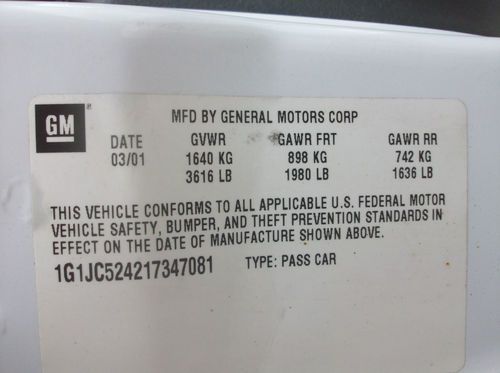 GM
MFD BY GENERAL MOTORS CORP
DATE GVWR GAWR FRT GAWR RR
03/01 1640 KG 898 KG 742 KG
3616 LB 1980 LB 1636 LB
THIS VEHICLE CONFORMS TO ALL APPLICABLE U.S. FEDERAL MOTOR
VEHICLE SAFETY, BUMPER, AND THEFT PREVENTION STANDARDS IN
EFFECT ON THE DATE OF MANUFACTURE SHOWN ABOVE.
1G1JC524217347081 TYPE: PASS CAR